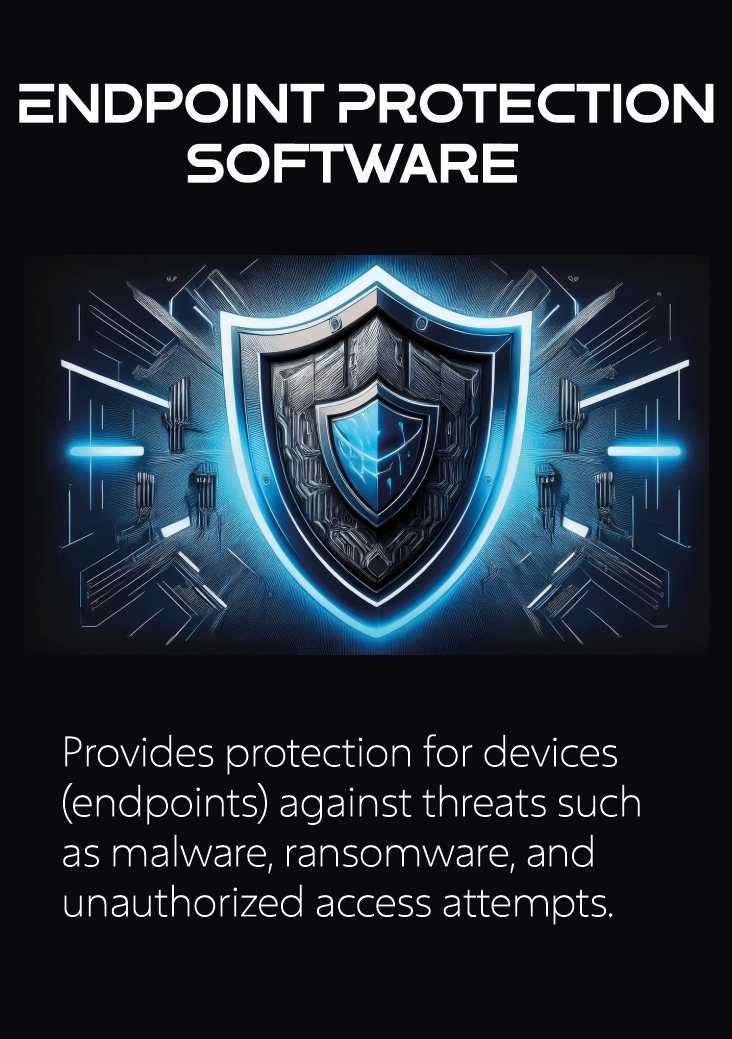 ENDPOINT PROTECTION
SOFTWARE
Provides protection for devices
(endpoints) against threats such
as malware, ransomware, and
unauthorized access attempts.